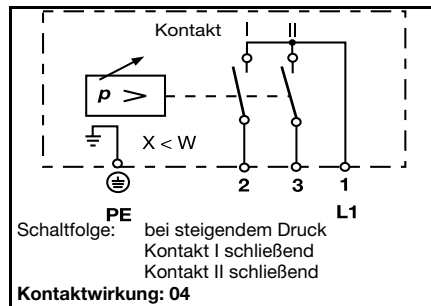 Kontakt I II
p >
X < W
2 3 1
PE L1
Schaltfolge: bei steigendem Druck
Kontakt I schließend
Kontakt II schließend
Kontaktwirkung: 04